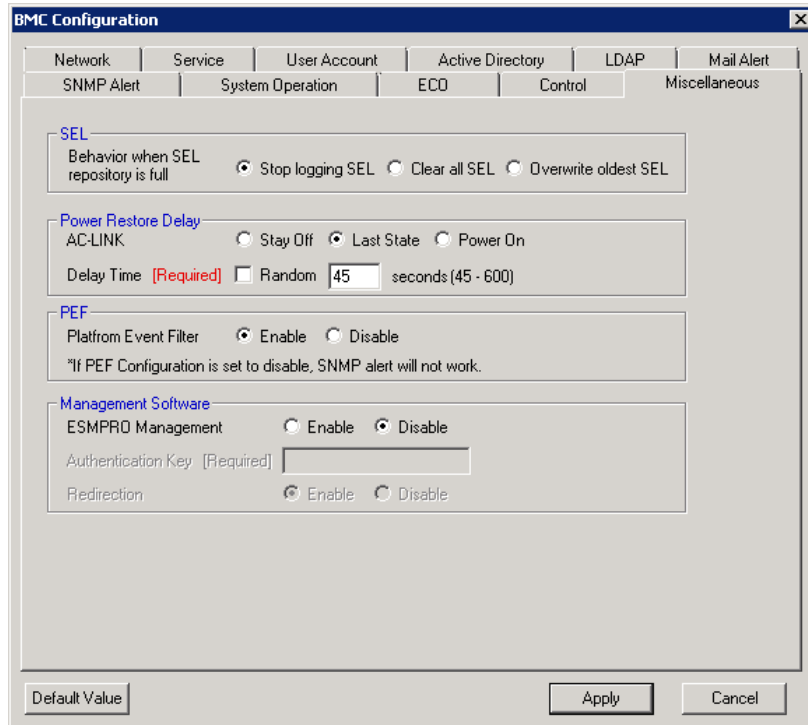 BMC Configuration
Network Service User Account Active Directory LDAP Mail Alert
SNMP Alert System Operation ECO Control Miscellaneous
SEL
Behavior when SEL
repository is full
Stop logging SEL Clear all SEL Overwrite oldest SEL
Power Restore Delay
AC-LINK Stay Off Last State Power On
Delay Time [Required] Random 45 seconds (45 - 600)
PEF
Platfrom Event Filter Enable Disable
*If PEF Configuration is set to disable, SNMP alert will not work.
Management Software
ESMPRO Management Enable Disable
Authentication Key [Required]
Redirection Enable Disable
Default Value Apply Cancel